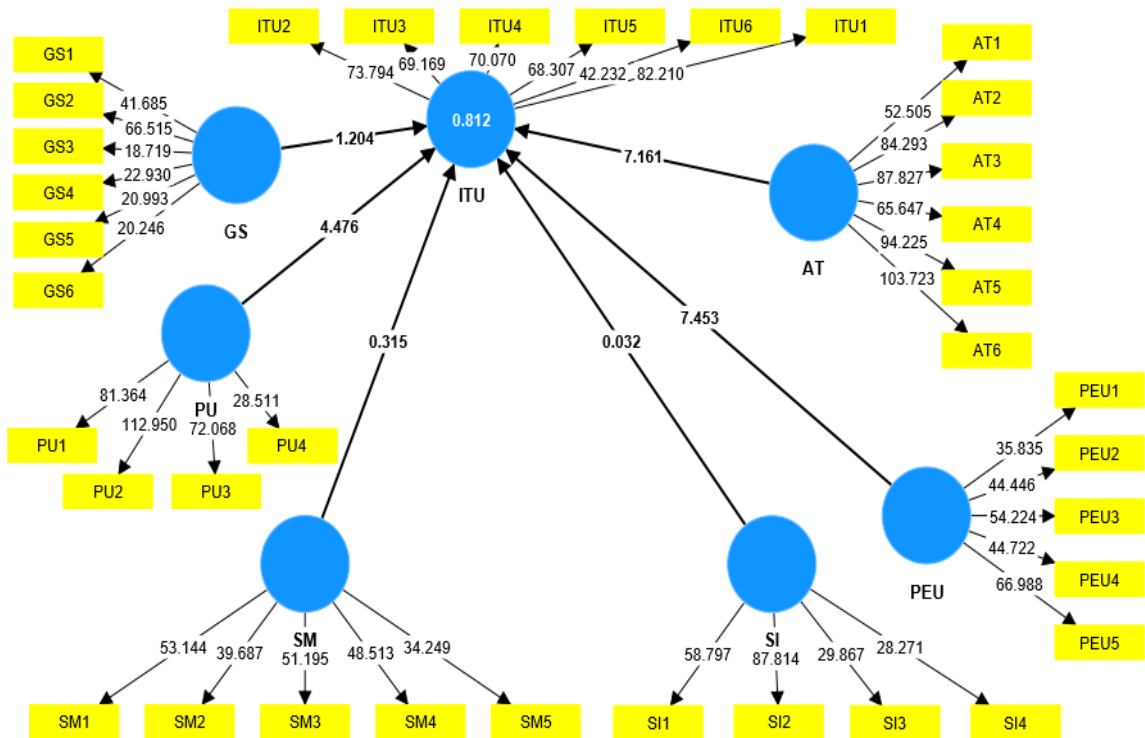 ITU2
ITU3
ITU4
ITU5
ITU6
ITU1
73.794
69.169
70.070
68.307
42.232
82.210
0.812
ITU
GS1
GS2
GS3
GS4
GS5
GS6
41.685
66.515
18.719
22.930
20.993
20.246
GS
1.204
AT1
AT2
AT3
AT4
AT5
AT6
52.505
84.293
87.827
65.647
94.225
103.723
AT
7.161
4.476
0.315
0.032
7.453
PU
81.364
112.950
72.068
28.511
PU1
PU2
PU3
PU4
PEU1
PEU2
PEU3
PEU4
PEU5
35.835
44.446
54.224
44.722
66.988
PEU
SM
53.144
39.687
51.195
48.513
34.249
SM1
SM2
SM3
SM4
SM5
SI
58.797
87.814
29.867
28.271
SI1
SI2
SI3
SI4